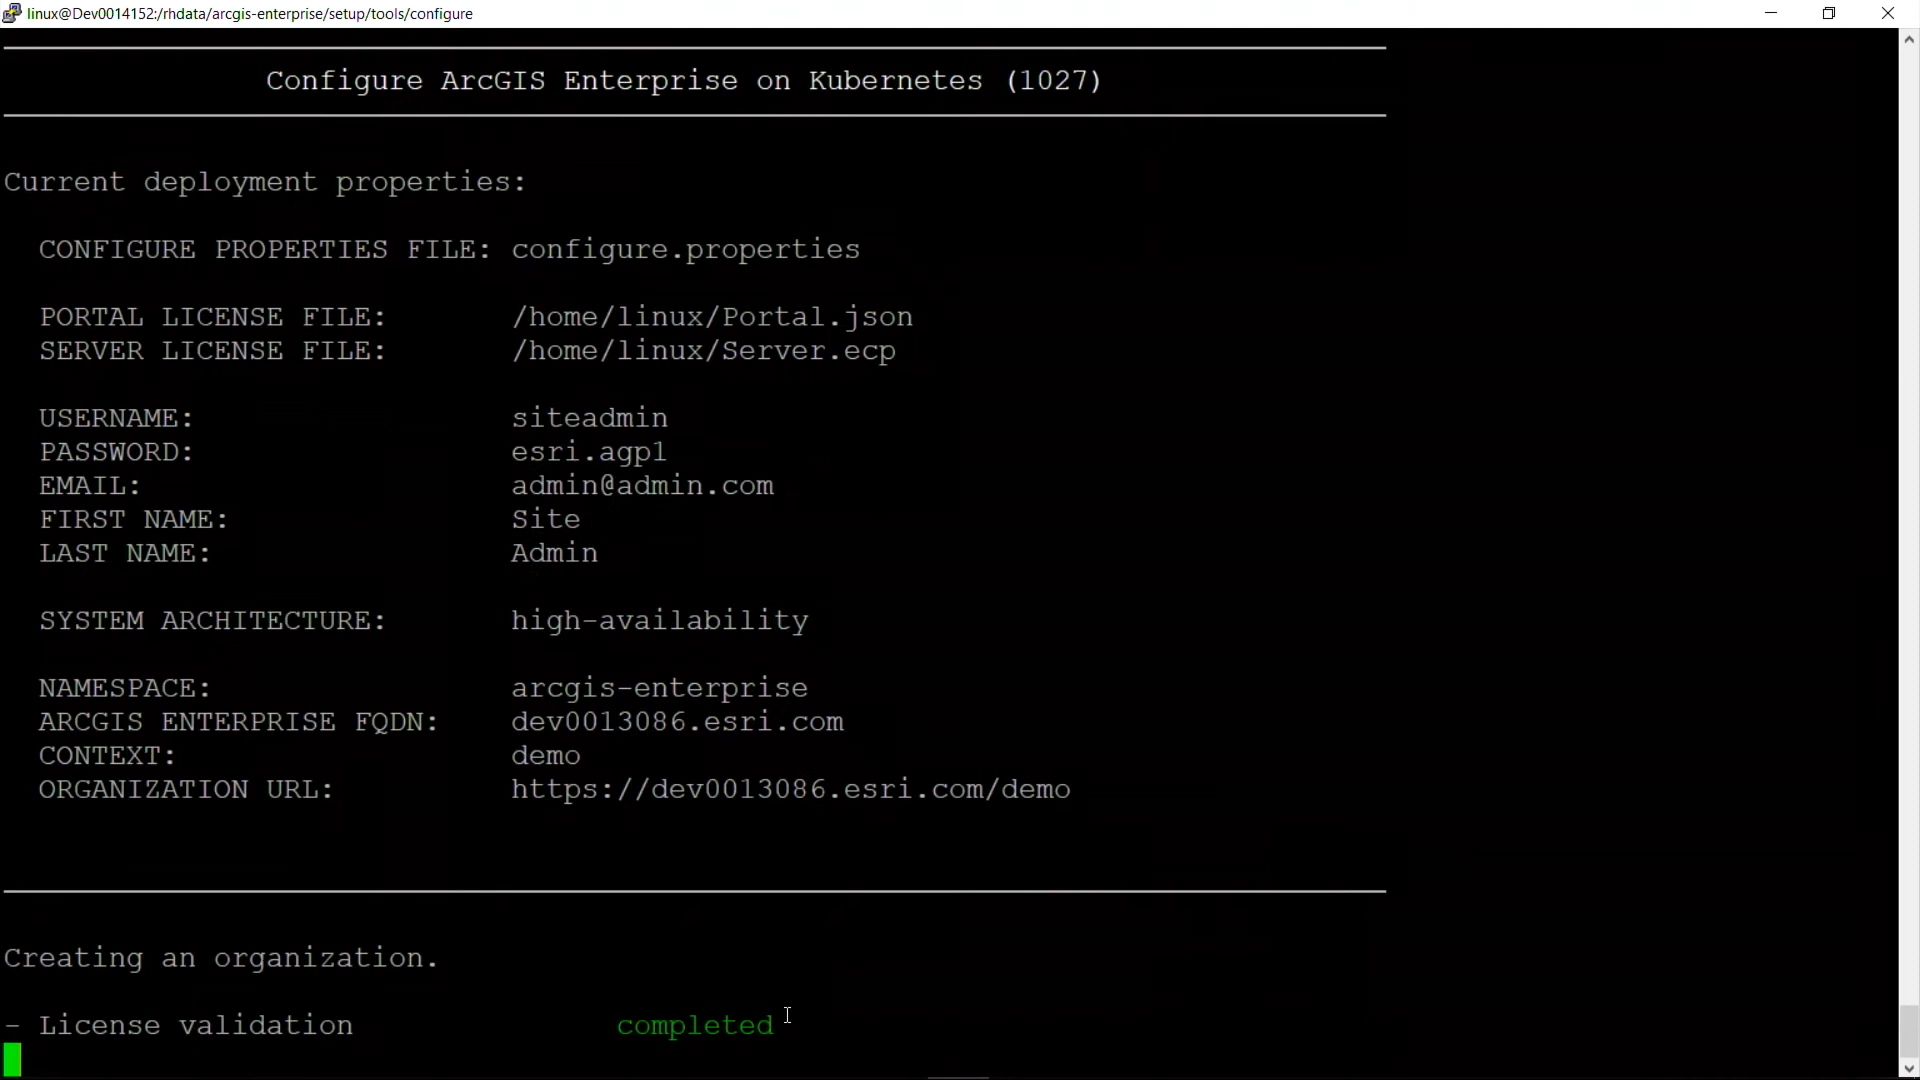 linux@Dev0014152:/rhdata/arcgis-enterprise/setup/tools/configure
Configure ArcGIS Enterprise on Kubernetes (1027)
Current deployment properties:
CONFIGURE PROPERTIES FILE: configure.properties
PORTAL LICENSE FILE: /home/linux/Portal.json
SERVER LICENSE FILE: /home/linux/Server.ecp
USERNAME: siteadmin
PASSWORD: esri.agp1
EMAIL: admin@admin.com
FIRST NAME: Site
LAST NAME: Admin
SYSTEM ARCHITECTURE: high-availability
NAMESPACE: arcgis-enterprise
ARCGIS ENTERPRISE FQDN: dev0013086.esri.com
CONTEXT: demo
ORGANIZATION URL: https://dev0013086.esri.com/demo
Creating an organization.
- License validation completed